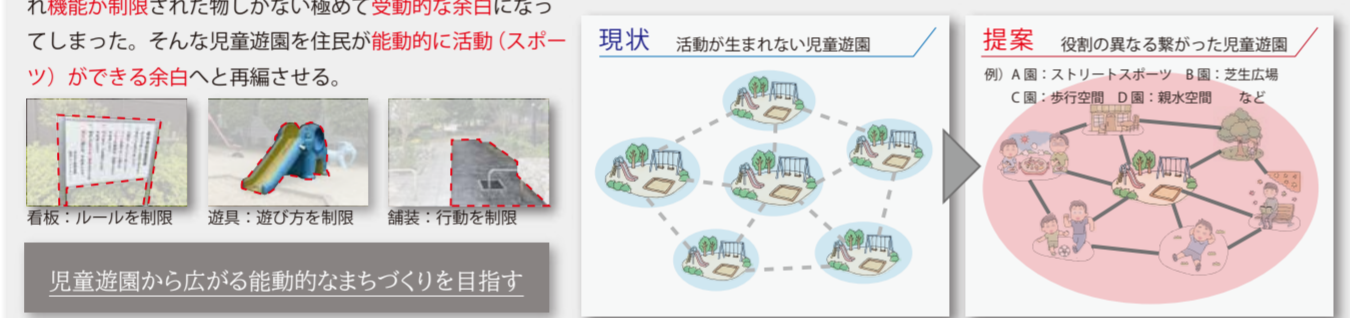 れ機能が制限された物しかない極めて受動的な余白になっ
てしまった。そんな児童遊園を住民が能動的に活動（スポー
ツ）ができる余白へと再編させる。
看板：ルールを制限
遊具：遊び方を制限
舗装：行動を制限
児童遊園から広がる能動的なまちづくりを目指す
現状 活動が生まれない児童遊園
提案 役割の異なる繋がった児童遊園
例）A 園：ストリートスポーツ B 園：芝生広場
C 園：歩行空間 D 園：親水空間 など